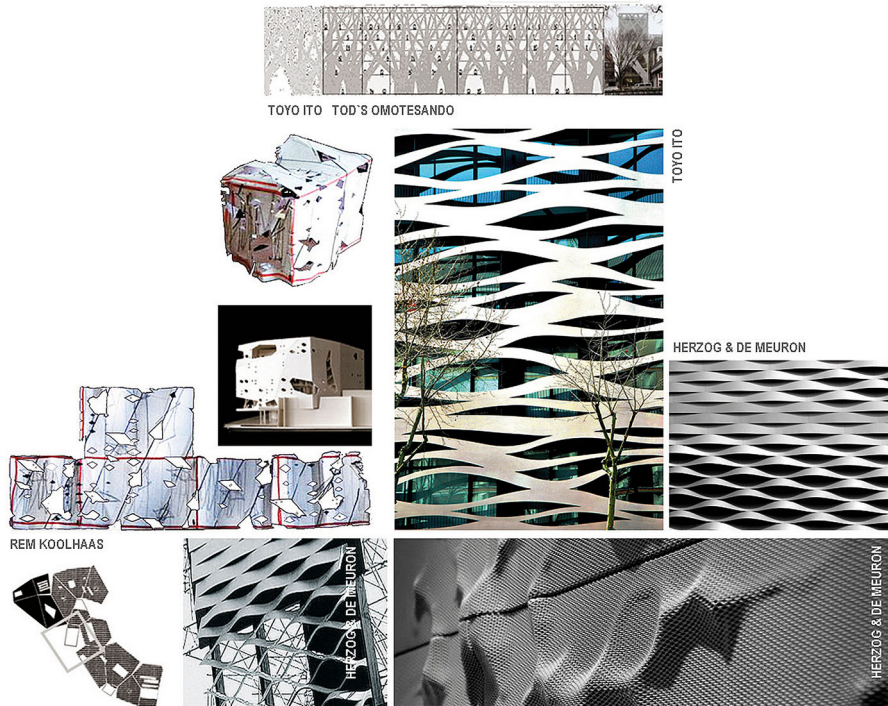 TOYO ITO TOD`S OMOTESANDO
TOYO ITO
HERZOG & DE MEURON
REM KOOLHAAS
HERZOG & DE MEURON
HERZOG & DE MEURON